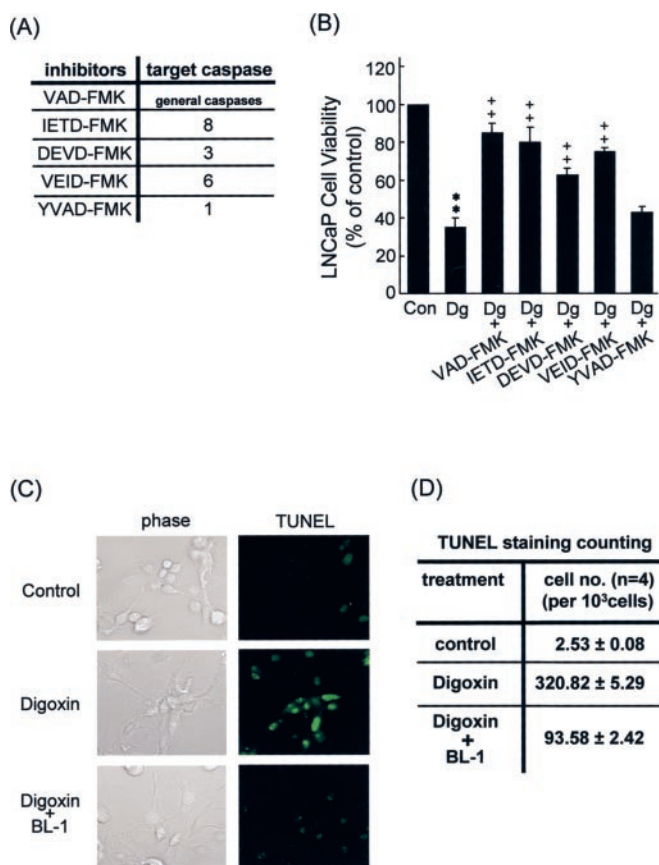 (A)
inhibitors target caspase
VAD-FMK general caspases
IETD-FMK 8
DEVD-FMK 3
VEID-FMK 6
YVAD-FMK 1
(B)
LNCaP Cell Viability
(% of control)
120
100
80
60
40
20
0
**
++
++
++
++
Con
Dg
Dg
+
VAD-FMK
Dg
+
IETD-FMK
Dg
+
DEVD-FMK
Dg
+
VEID-FMK
Dg
+
YVAD-FMK
(C)
phase TUNEL
Control
Digoxin
Digoxin
+
BL-1
(D)
TUNEL staining counting
treatment cell no. (n=4)
(per 10³cells)
control 2.53 ± 0.08
Digoxin 320.82 ± 5.29
Digoxin
+
BL-1
93.58 ± 2.42